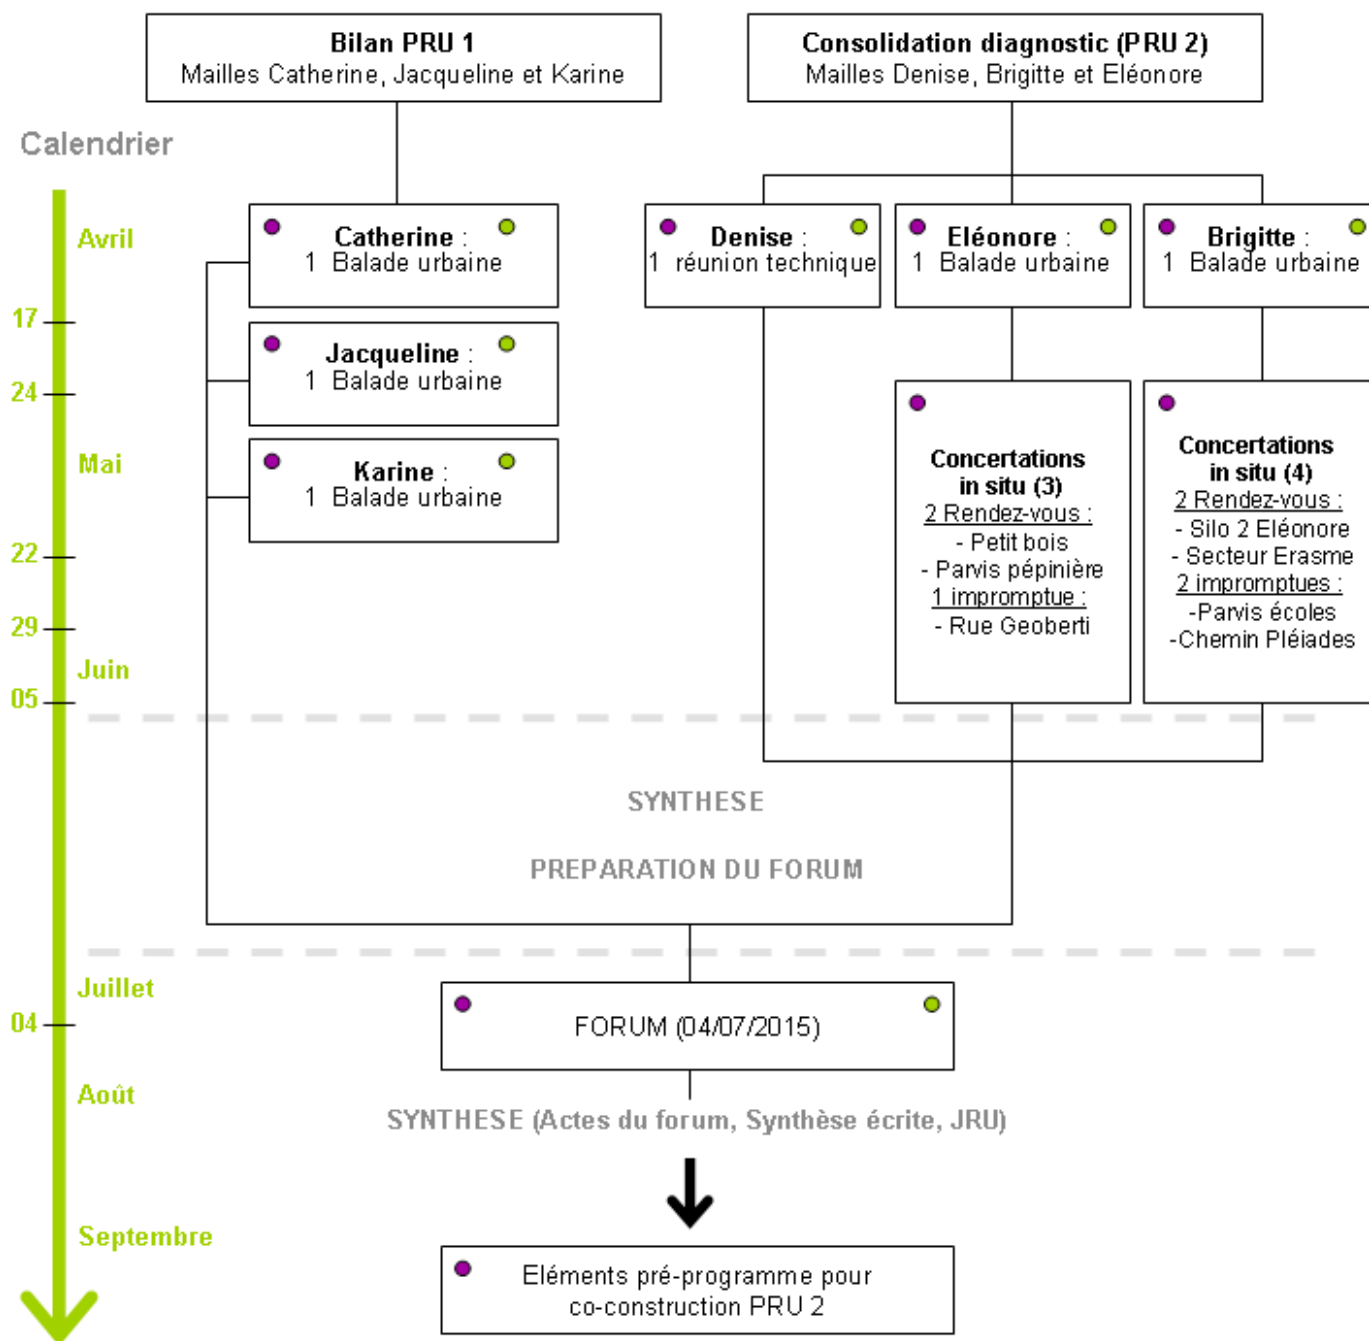 Bilan PRU 1
Mailles Catherine, Jacqueline et Karine
Consolidation diagnostic (PRU 2)
Mailles Denise, Brigitte et Eléonore
Calendrier
Avril
17
24
Mai
22
29
Juin
05
Juillet
04
Août
Septembre
Catherine :
1 Balade urbaine
Jacqueline :
1 Balade urbaine
Karine :
1 Balade urbaine
Denise :
1 réunion technique
Eléonore :
1 Balade urbaine
Brigitte :
1 Balade urbaine
Concertations
in situ (3)
2 Rendez-vous :
- Petit bois
- Parvis pépinière
1 impromptue :
- Rue Geoberti
Concertations
in situ (4)
2 Rendez-vous :
- Silo 2 Eléonore
- Secteur Erasme
2 impromptues :
-Parvis écoles
-Chemin Pléiades
SYNTHESE
PREPARATION DU FORUM
FORUM (04/07/2015)
SYNTHESE (Actes du forum, Synthèse écrite, JRU)
Eléments pré-programme pour
co-construction PRU 2